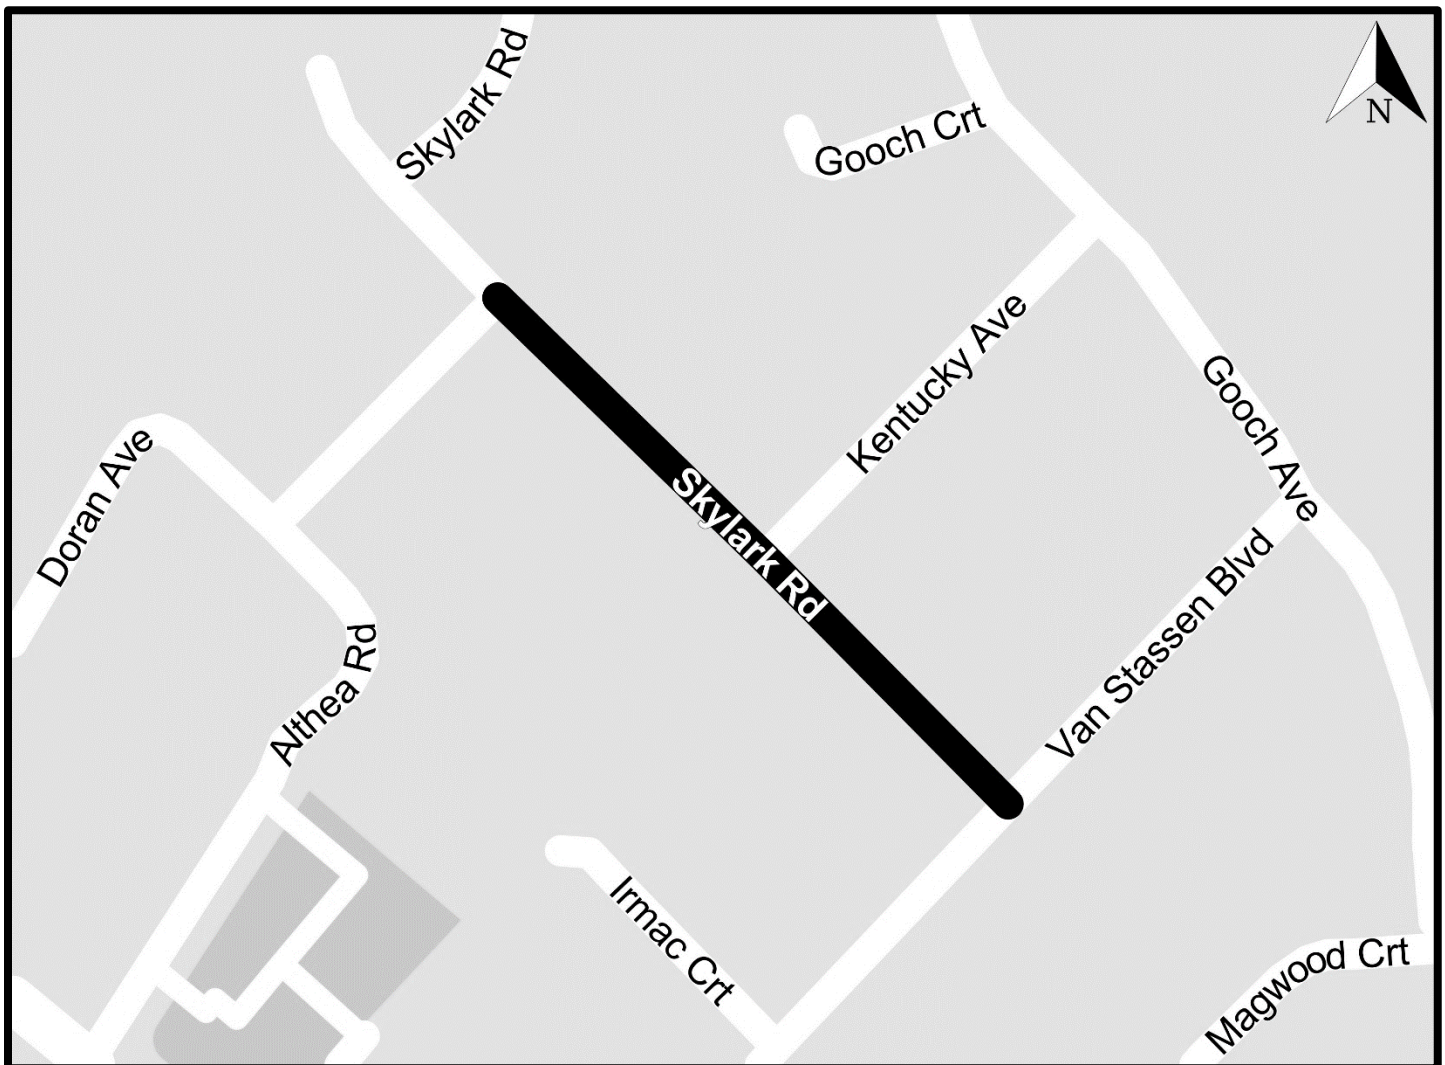 Skylark Rd
N
Gooch Crt
Kentucky Ave
Gooch Ave
Doran Ave
Skylark Rd
Van Stassen Blvd
Althea Rd
Irmac Crt
Magwood Crt